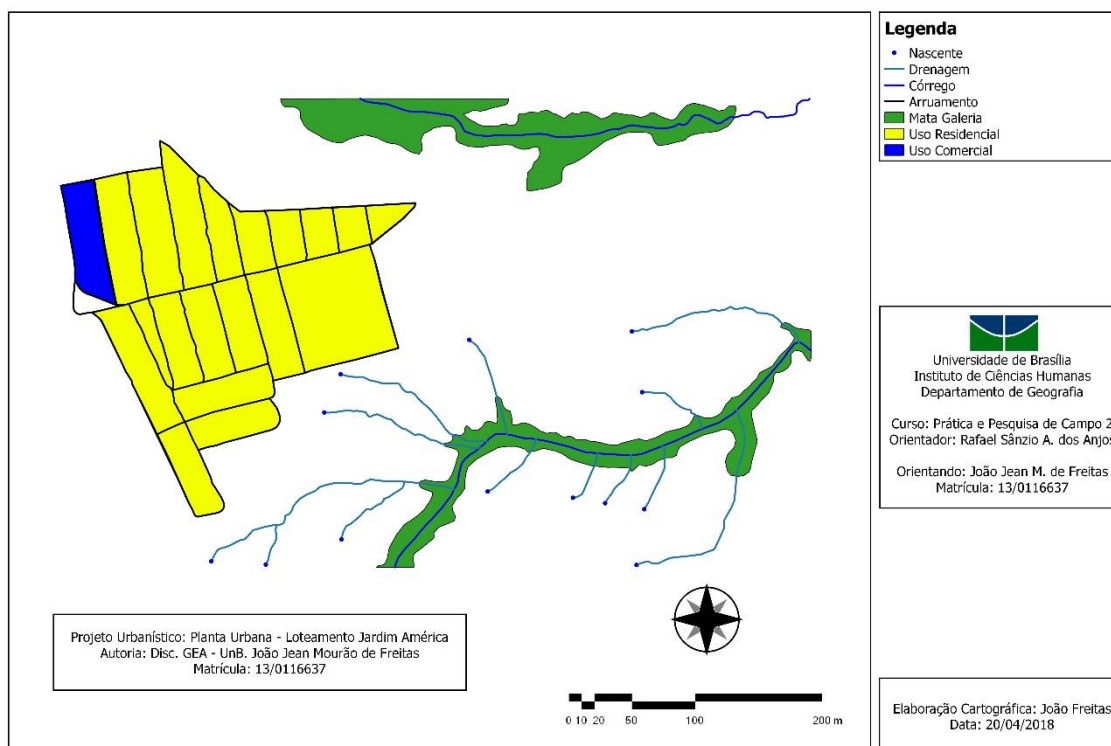 Legenda
Nascente
Drenagem
Córrego
Arruamento
Mata Galeria
Uso Residencial
Uso Comercial
Universidade de Brasília
Instituto de Ciências Humanas
Departamento de Geografia
Curso: Prática e Pesquisa de Campo 2
Orientador: Rafael Sânzio A. dos Anjos
Orientando: João Jean M. de Freitas
Matrícula: 13/0116637
Projeto Urbanístico: Planta Urbana - Loteamento Jardim América
Autoria: Disc. GEA - UnB. João Jean Mourão de Freitas
Matrícula: 13/0116637
0 10 20 50 100 200 m
Elaboração Cartográfica: João Freitas
Data: 20/04/2018